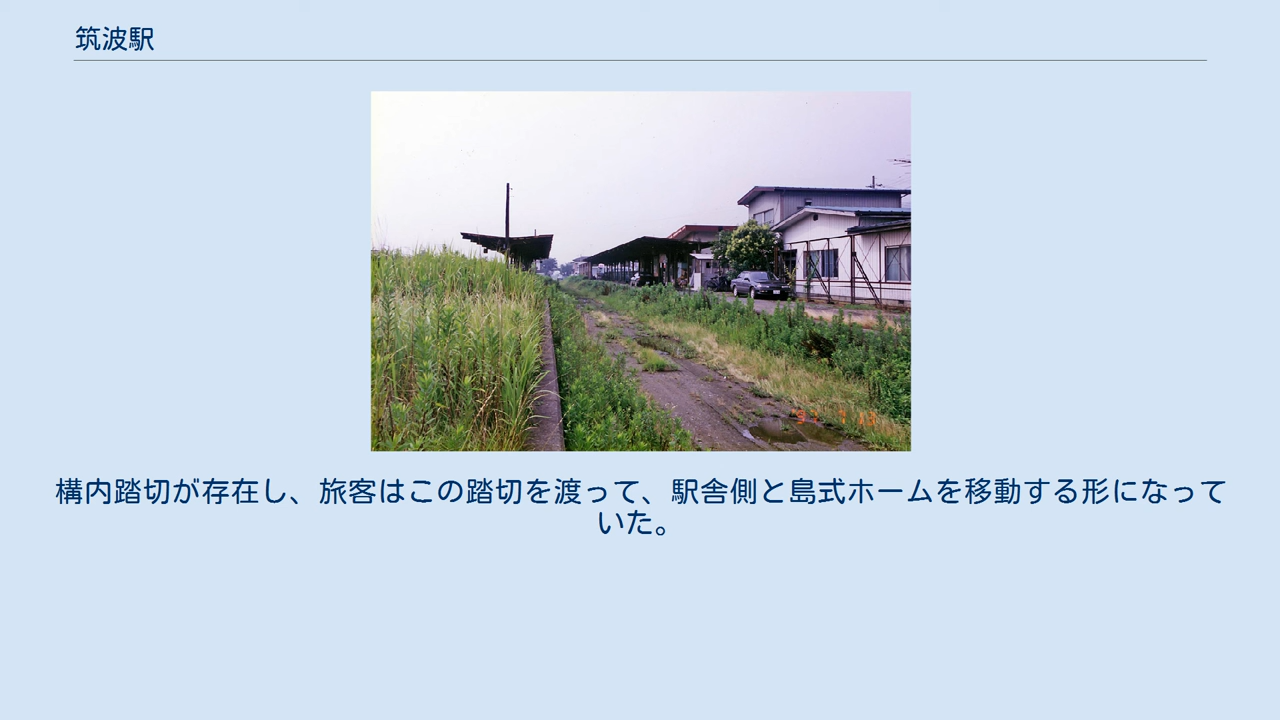 筑波駅
構内踏切が存在し、旅客はこの踏切を渡って、駅舎側と島式ホームを移動する形になって
いた。